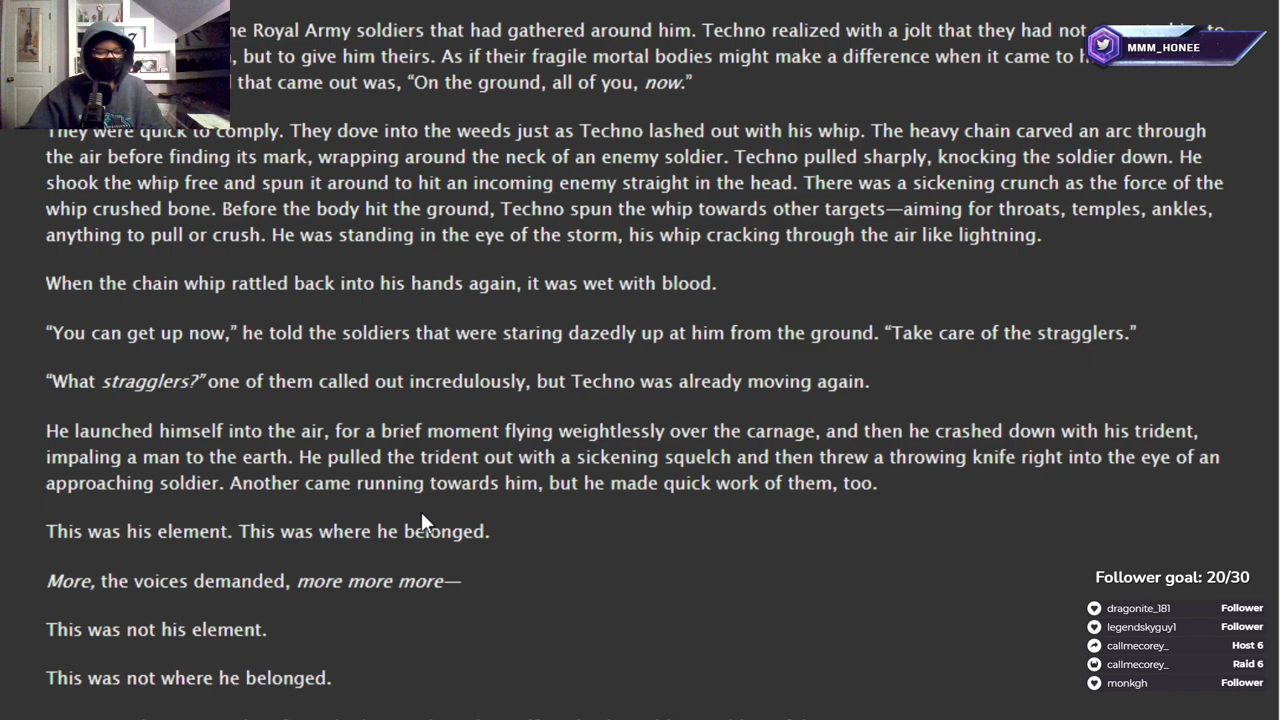 he Royal Army soldiers that had gathered around him. Techno realized with a jolt that they had not
, but to give him theirs. As if their fragile mortal bodies might make a difference when it came to
MMM_HONEE
that came out was, “On the ground, all of you, now.”
They were quick to comply. They dove into the weeds just as Techno lashed out with his whip. The heavy chain carved an arc through
the air before finding its mark, wrapping around the neck of an enemy soldier. Techno pulled sharply, knocking the soldier down. He
shook the whip free and spun it around to hit an incoming enemy straight in the head. There was a sickening crunch as the force of the
whip crushed bone. Before the body hit the ground, Techno spun the whip towards other targets—aiming for throats, temples, ankles,
anything to pull or crush. He was standing in the eye of the storm, his whip cracking through the air like lightning.
When the chain whip rattled back into his hands again, it was wet with blood.
“You can get up now,” he told the soldiers that were staring dazedly up at him from the ground. “Take care of the stragglers.”
“What stragglers?” one of them called out incredulously, but Techno was already moving again.
He launched himself into the air, for a brief moment flying weightlessly over the carnage, and then he crashed down with his trident,
impaling a man to the earth. He pulled the trident out with a sickening squelch and then threw a throwing knife right into the eye of an
approaching soldier. Another came running towards him, but he made quick work of them, too.
This was his element. This was where he belonged.
More, the voices demanded, more more more—
This was not his element.
This was not where he belonged.
Follower goal: 20/30
dragonite_181 Follower
legendskyguy1 Follower
callmecorey_ Host 6
callmecorey_ Raid 6
monkgh Follower